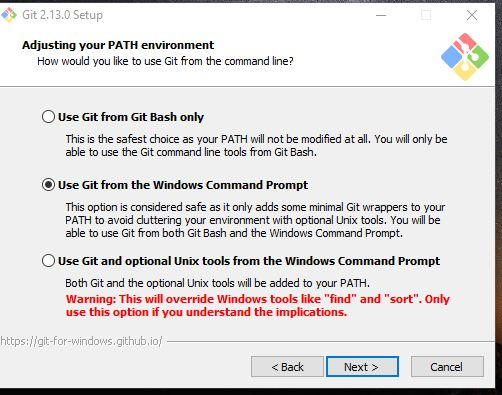 Git 2.13.0 Setup
Adjusting your PATH environment
How would you like to use Git from the command line?
Use Git from Git Bash only
This is the safest choice as your PATH will not be modified at all. You will only be
able to use the Git command line tools from Git Bash.
Use Git from the Windows Command Prompt
This option is considered safe as it only adds some minimal Git wrappers to your
PATH to avoid cluttering your environment with optional Unix tools. You will be
able to use Git from both Git Bash and the Windows Command Prompt.
Use Git and optional Unix tools from the Windows Command Prompt
Both Git and the optional Unix tools will be added to your PATH.
Warning: This will override Windows tools like "find" and "sort". Only
use this option if you understand the implications.
https://git-for-windows.github.io/
< Back
Next >
Cancel